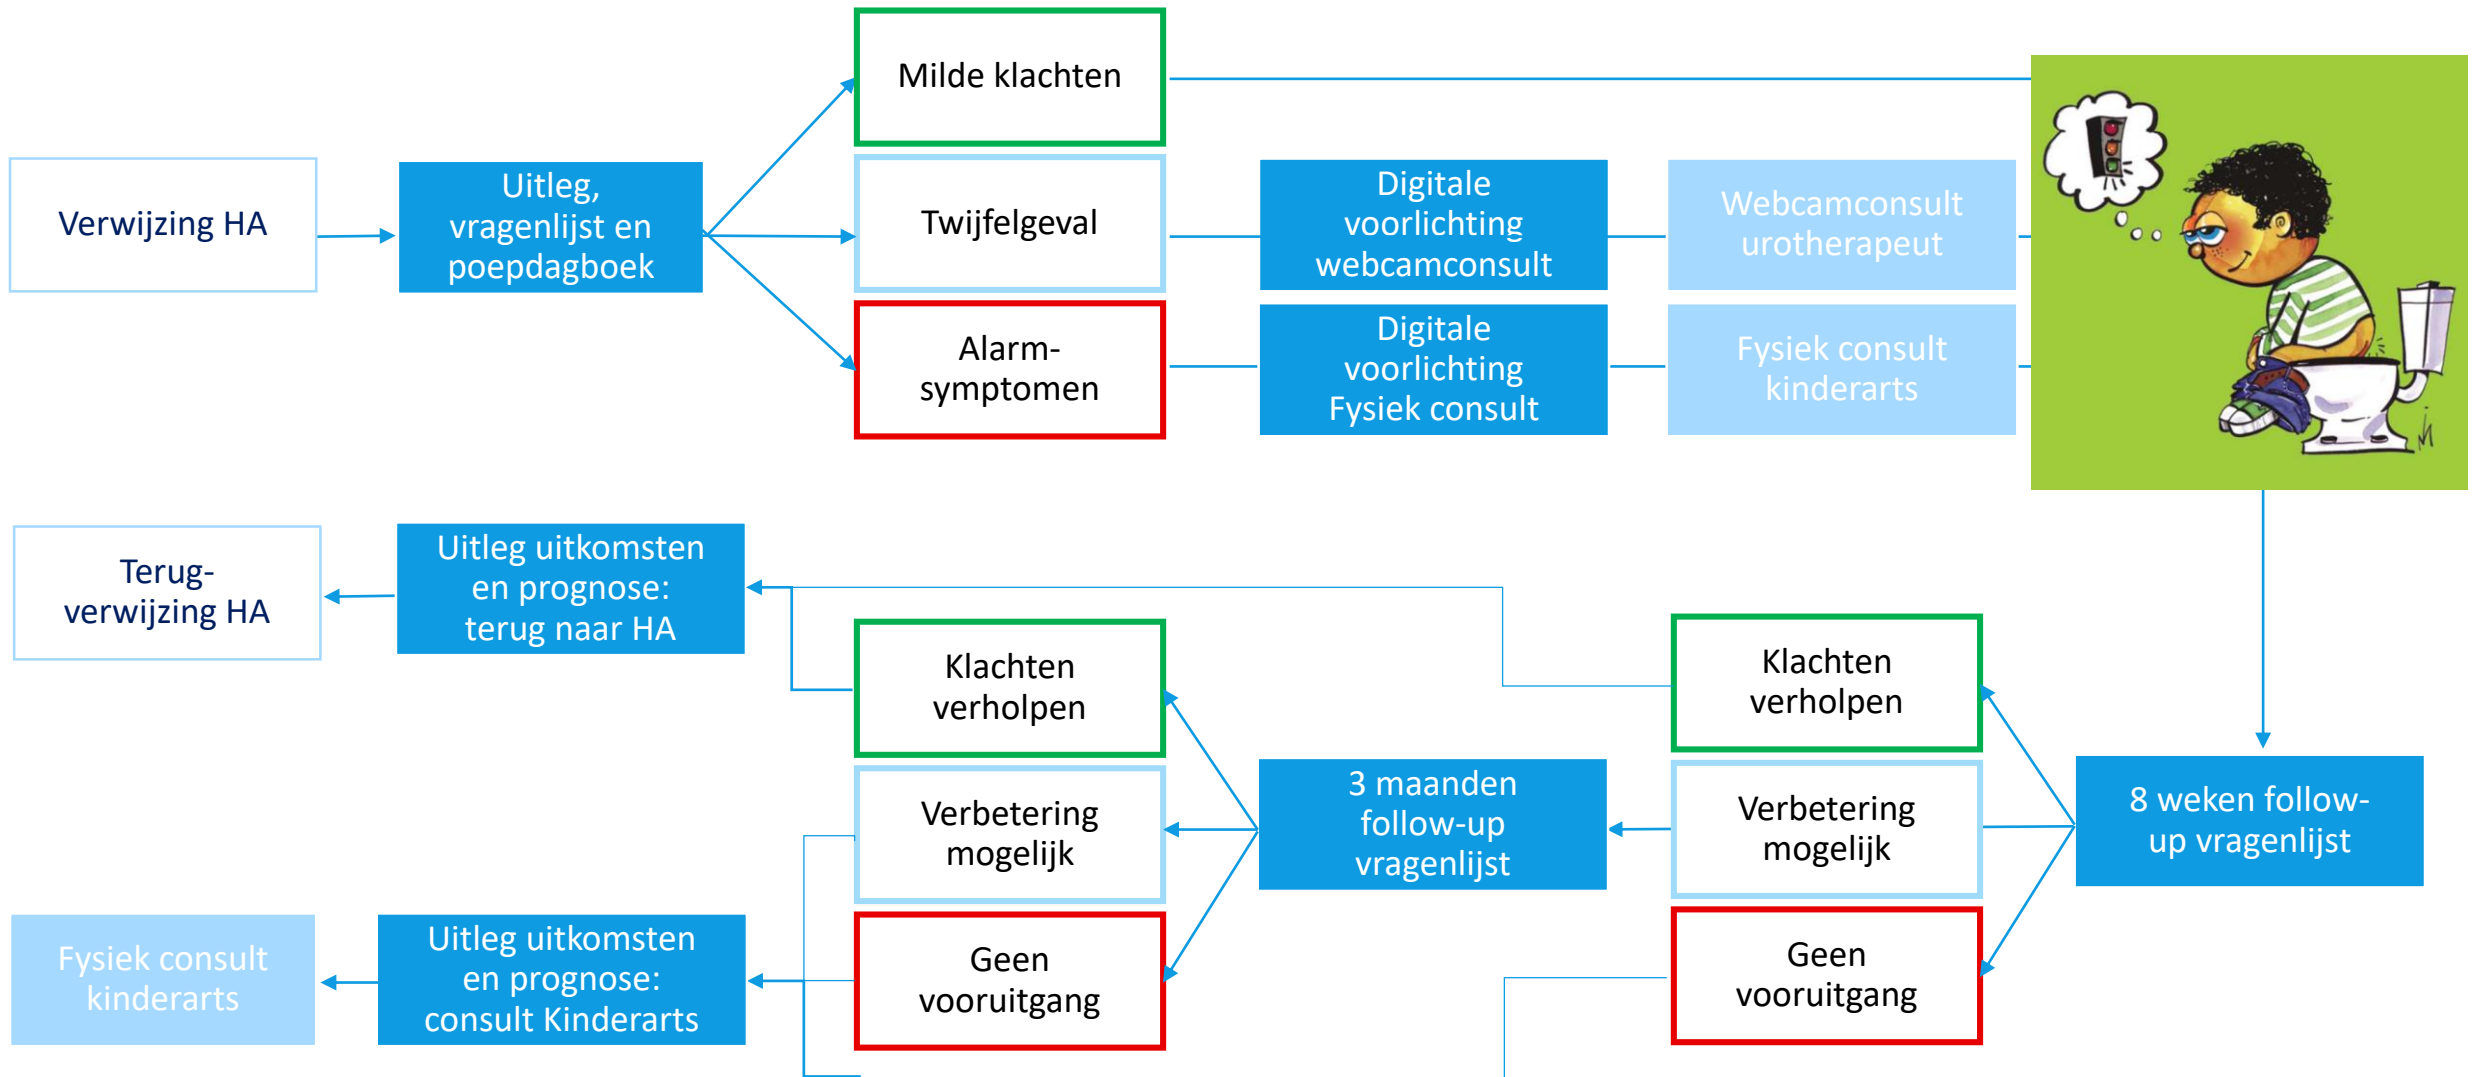 Milde klachten
Verwijzing HA
Uitleg,
vragenlijst en
poepdagboek
Twijfelgeval
Digitale
voorlichting
webcamconsult
Webcamconsult
urotherapeut
Alarm-
symptomen
Digitale
voorlichting
Fysiek consult
Fysiek consult
kinderarts
Terug-
verwijzing HA
Uitleg uitkomsten
en prognose:
terug naar HA
Klachten
verholpen
Klachten
verholpen
Verbetering
mogelijk
3 maanden
follow-up
vragenlijst
Verbetering
mogelijk
8 weken follow-
up vragenlijst
Fysiek consult
kinderarts
Uitleg uitkomsten
en prognose:
consult Kinderarts
Geen
vooruitgang
Geen
vooruitgang